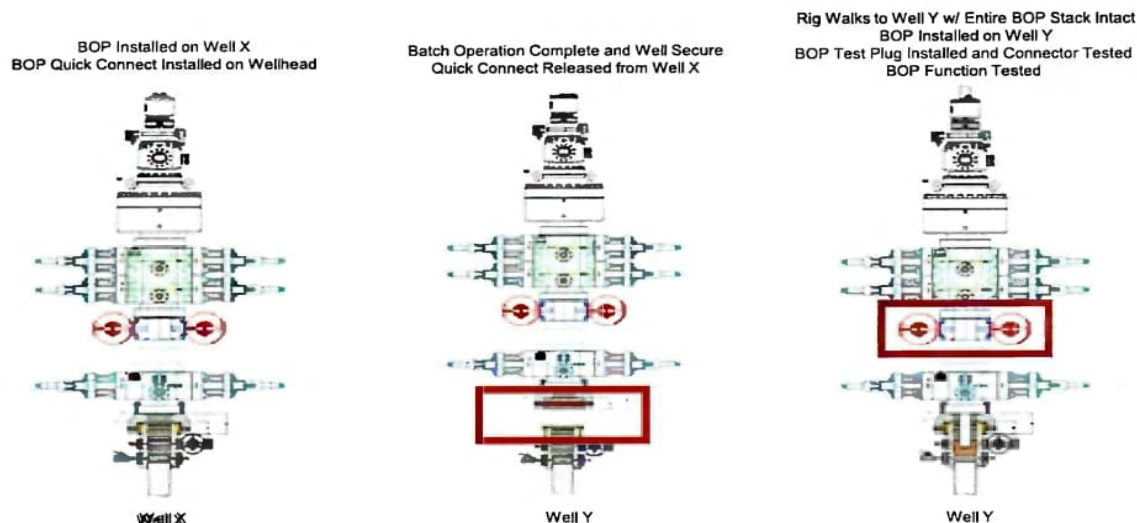 BOP Installed on Well X
BOP Quick Connect Installed on Wellhead
Batch Operation Complete and Well Secure
Quick Connect Released from Well X
Rig Walks to Well Y w/ Entire BOP Stack Intact
BOP Installed on Well Y
BOP Test Plug Installed and Connector Tested
BOP Function Tested
Well X
Well Y
Well Y